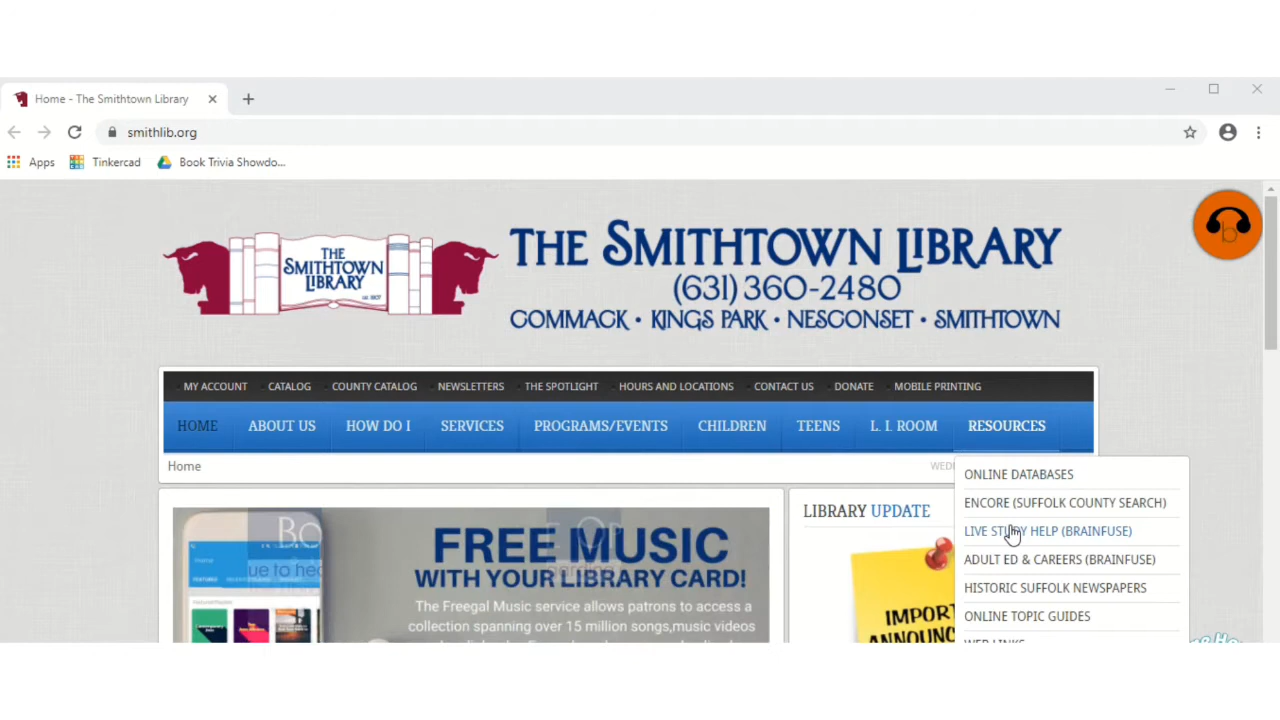 Home - The Smithtown Library
smithlib.org
Apps Tinkercad Book Trivia Showdo...
THE SMITHTOWN LIBRARY
EST. 1907
THE SMITHTOWN LIBRARY
(631) 360-2480
COMMACK • KINGS PARK • NESCONSET • SMITHTOWN
MY ACCOUNT CATALOG COUNTY CATALOG NEWSLETTERS THE SPOTLIGHT HOURS AND LOCATIONS CONTACT US DONATE MOBILE PRINTING
HOME ABOUT US HOW DO I SERVICES PROGRAMS/EVENTS CHILDREN TEENS L. I. ROOM RESOURCES
Home
ONLINE DATABASES
ENCORE (SUFFOLK COUNTY SEARCH)
LIVE STUDY HELP (BRAINFUSE)
ADULT ED & CAREERS (BRAINFUSE)
HISTORIC SUFFOLK NEWSPAPERS
ONLINE TOPIC GUIDES
WEB LINKS
LIBRARY UPDATE
FREE MUSIC
WITH YOUR LIBRARY CARD!
The Freegal Music service allows patrons to access a
collection spanning over 15 million songs,music videos